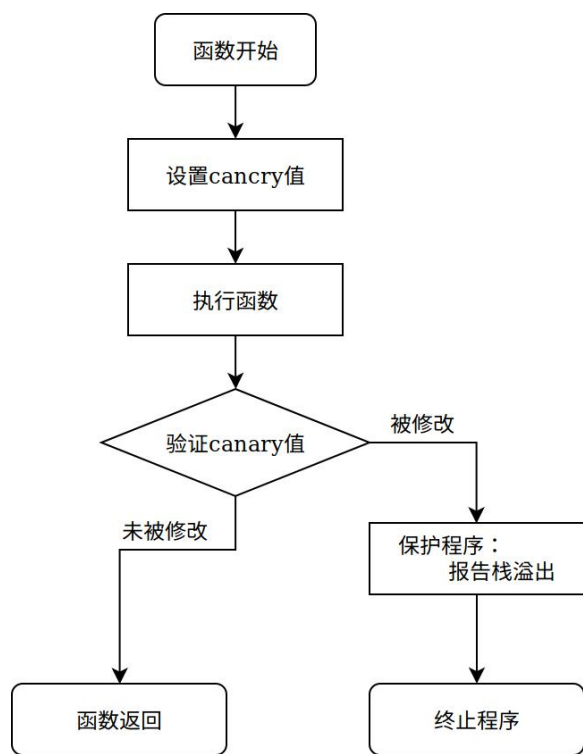 函数开始
设置cancry值
执行函数
验证canary值
被修改
未被修改
保护程序：
报告栈溢出
函数返回
终止程序